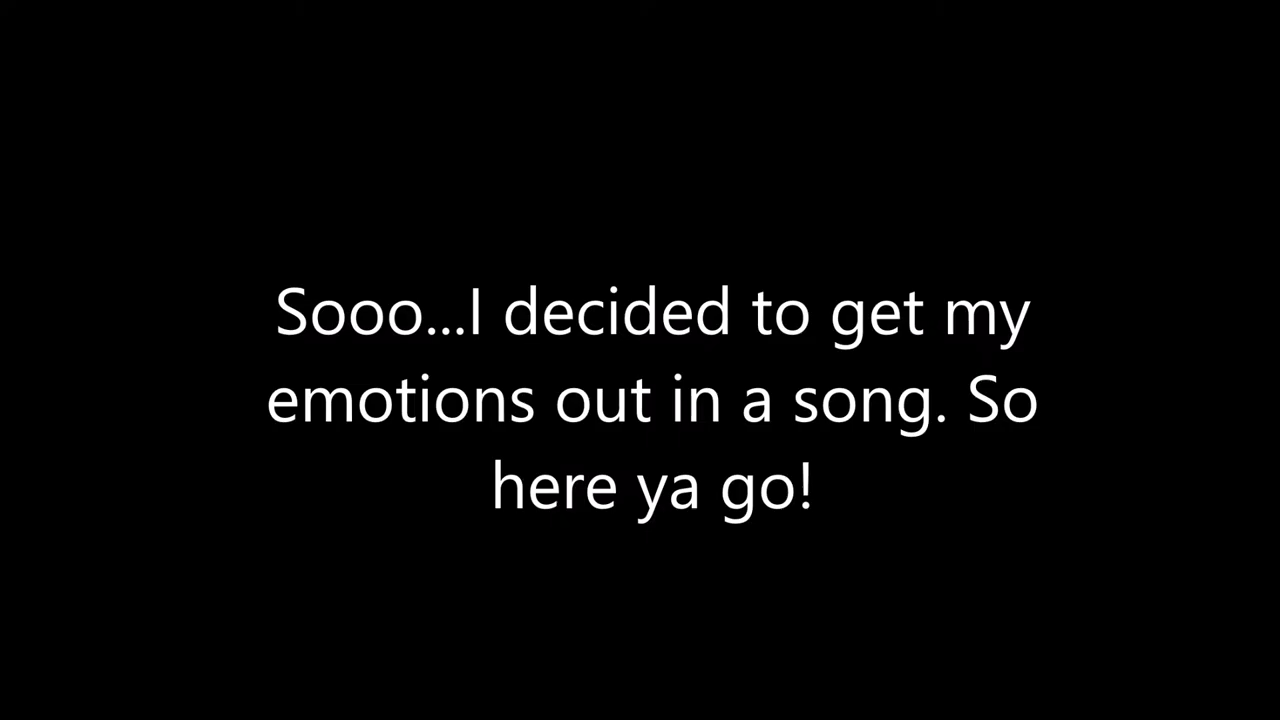 Sooo...I decided to get my
emotions out in a song. So
here ya go!